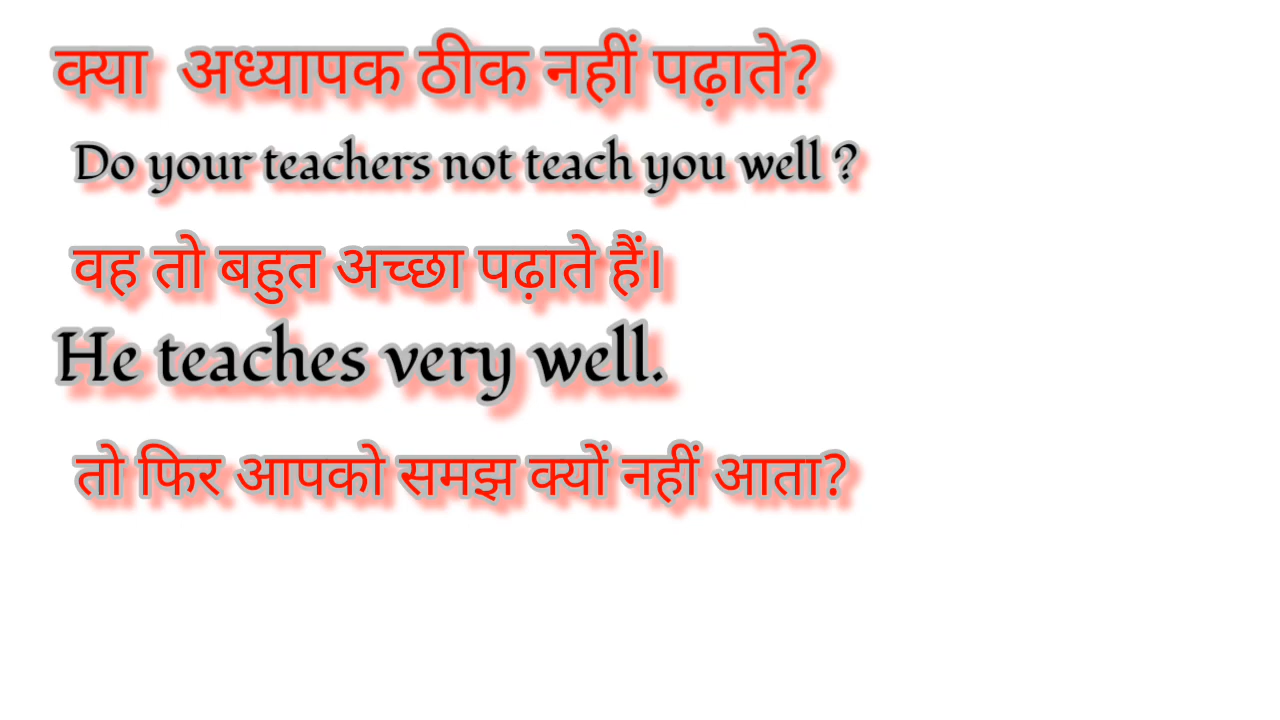 क्या अध्यापक ठीक नहीं पढ़ाते?
Do your teachers not teach you well ?
वह तो बहुत अच्छा पढ़ाते हैं।
He teaches very well.
तो फिर आपको समझ क्यों नहीं आता?